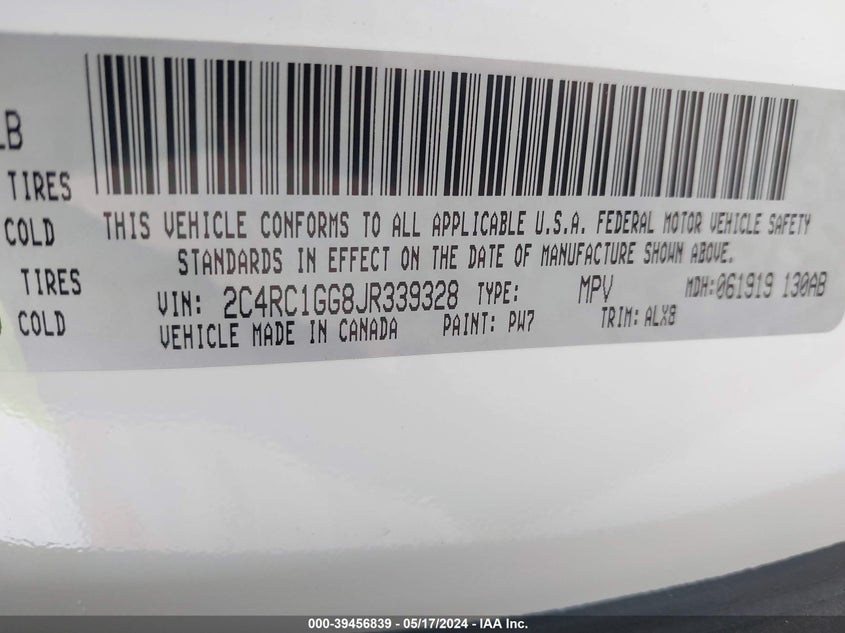 LB
TIRES
COLD
TIRES
COLD
THIS VEHICLE CONFORMS TO ALL APPLICABLE U.S.A. FEDERAL MOTOR VEHICLE SAFETY
STANDARDS IN EFFECT ON THE DATE OF MANUFACTURE SHOWN ABOVE.
VIN: 2C4RC1GG8JR339328 TYPE: MPV MDH:061919 130AB
VEHICLE MADE IN CANADA PAINT: PW7 TRIM: ALX8
000-39456839 - 05/17/2024 - IAA Inc.